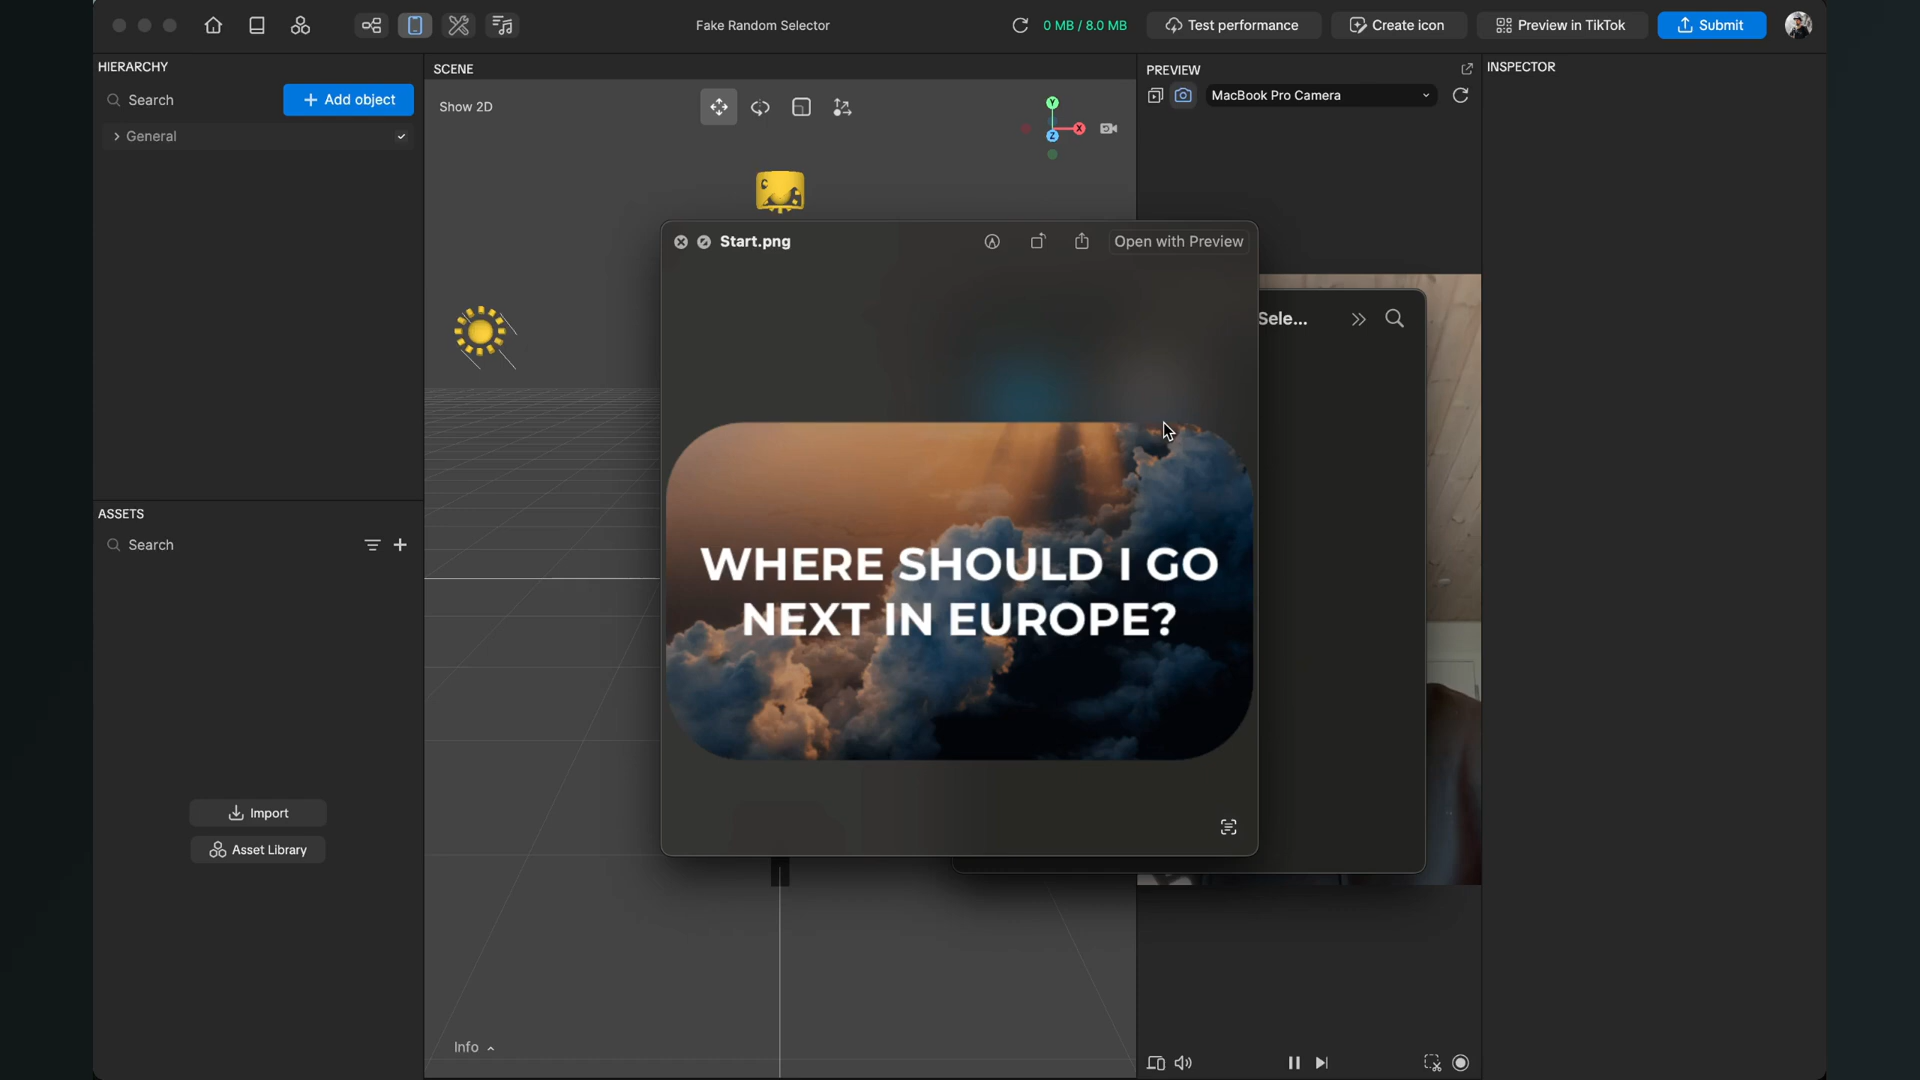 Fake Random Selector
0 MB / 8.0 MB
Test performance
Create icon
Preview in TikTok
Submit
HIERARCHY
Search
Add object
General
SCENE
Show 2D
Y
X
Z
PREVIEW
MacBook Pro Camera
INSPECTOR
Start.png
Open with Preview
Sele...
WHERE SHOULD I GO
NEXT IN EUROPE?
ASSETS
Search
Import
Asset Library
Info